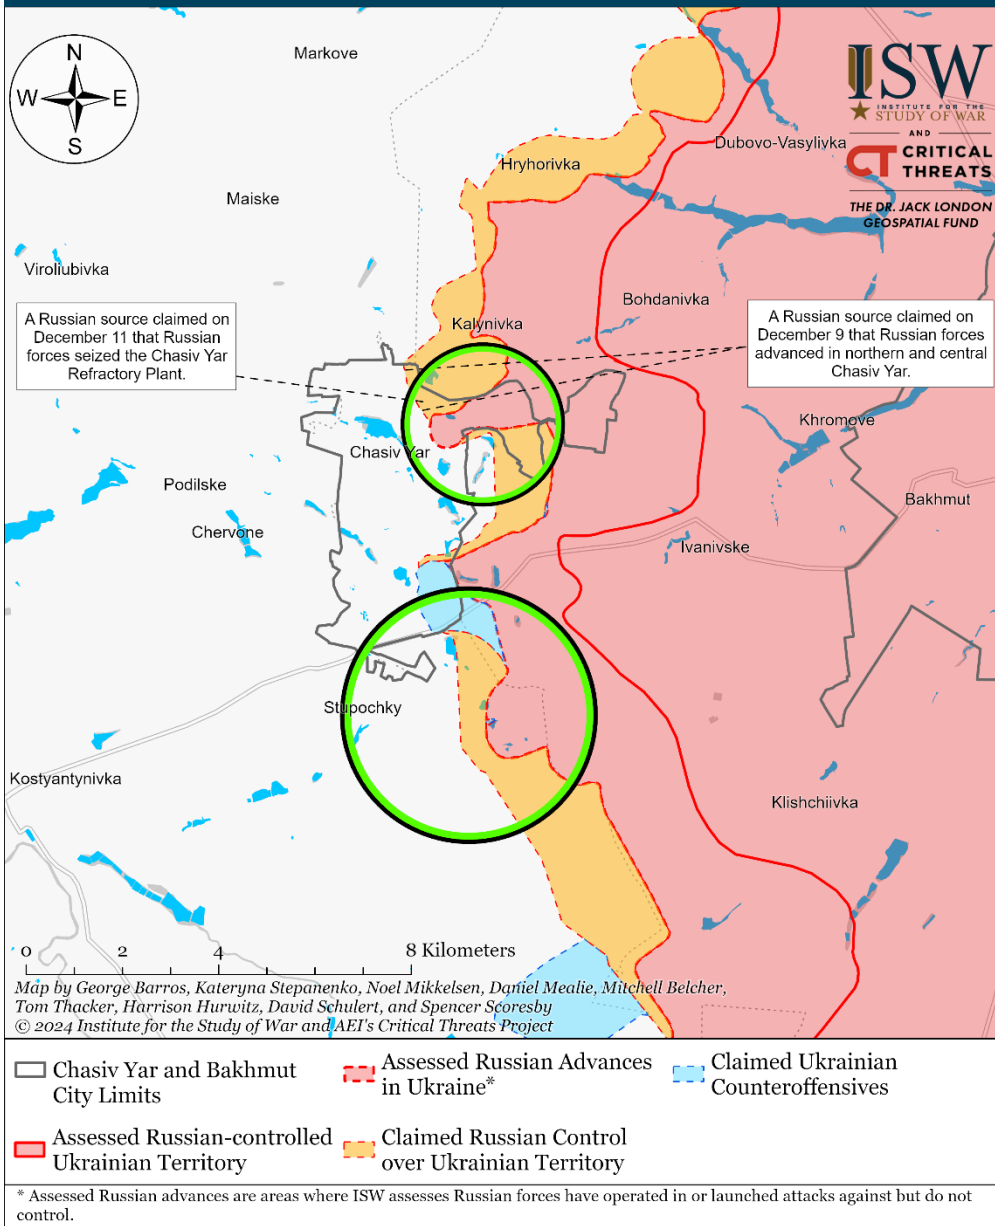 N
W
E
S
Markove
ISW
INSTITUTE FOR THE
STUDY OF WAR
AND
CT CRITICAL
THREATS
THE DR. JACK LONDON
GEOSPATIAL FUND
Dubovo-Vasylivka
Hryhorivka
Maiske
Viroliubivka
Bohdanivka
A Russian source claimed on
December 11 that Russian
forces seized the Chasiv Yar
Refractory Plant.
Kalynivka
A Russian source claimed on
December 9 that Russian forces
advanced in northern and central
Chasiv Yar.
Khromove
Chasiv Yar
Podilske
Bakhmut
Chervone
Ivanivske
Stupochky
Kostyantynivka
Klishchiivka
0 2 4 8 Kilometers
Map by George Barros, Kateryna Stepanenko, Noel Mikkelsen, Daniel Mealie, Mitchell Belcher,
Tom Thacker, Harrison Hurwitz, David Schulert, and Spencer Scoresby
© 2024 Institute for the Study of War and AEI's Critical Threats Project
Chasiv Yar and Bakhmut
City Limits
Assessed Russian Advances
in Ukraine*
Claimed Ukrainian
Counteroffensives
Assessed Russian-controlled
Ukrainian Territory
Claimed Russian Control
over Ukrainian Territory
* Assessed Russian advances are areas where ISW assesses Russian forces have operated in or launched attacks against but do not
control.